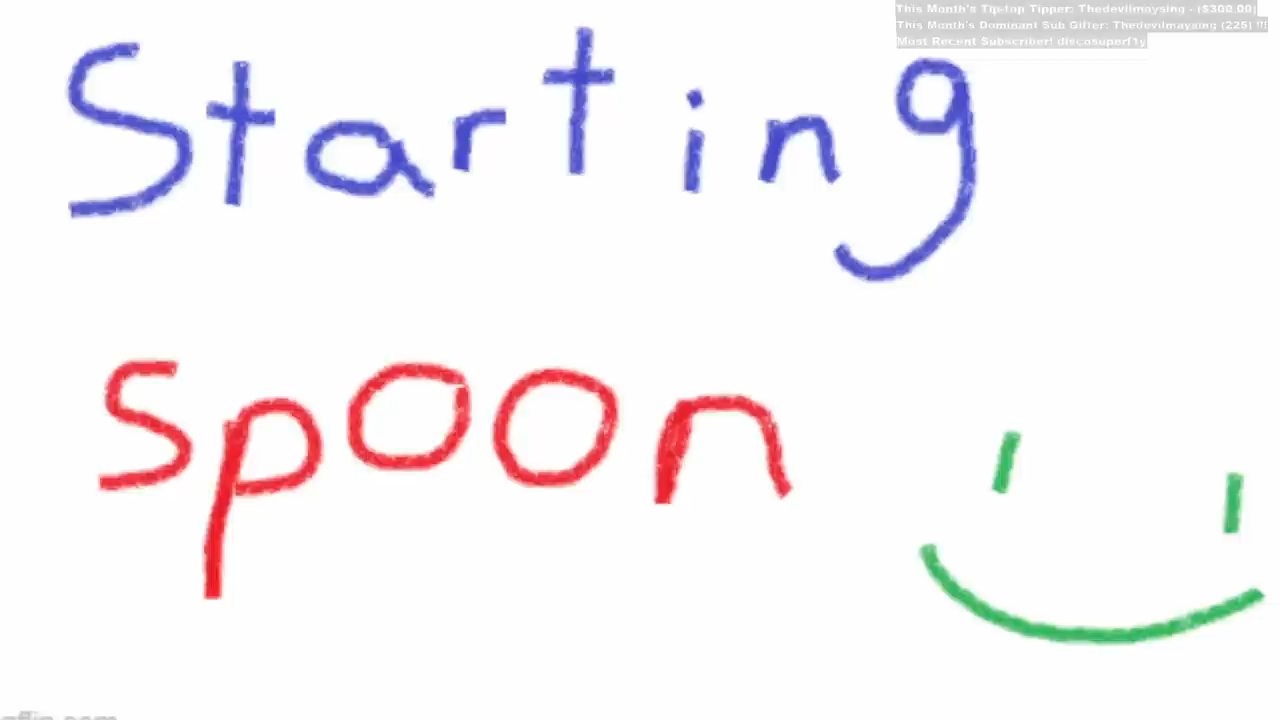 This Month's Tip-top Tipper: Thedevilmaysing - ($300.00)
This Month's Dominant Sub Gifter: Thedevilmaysing (225) !!!
Most Recent Subscriber! discosuperfly
Starting
Spoon